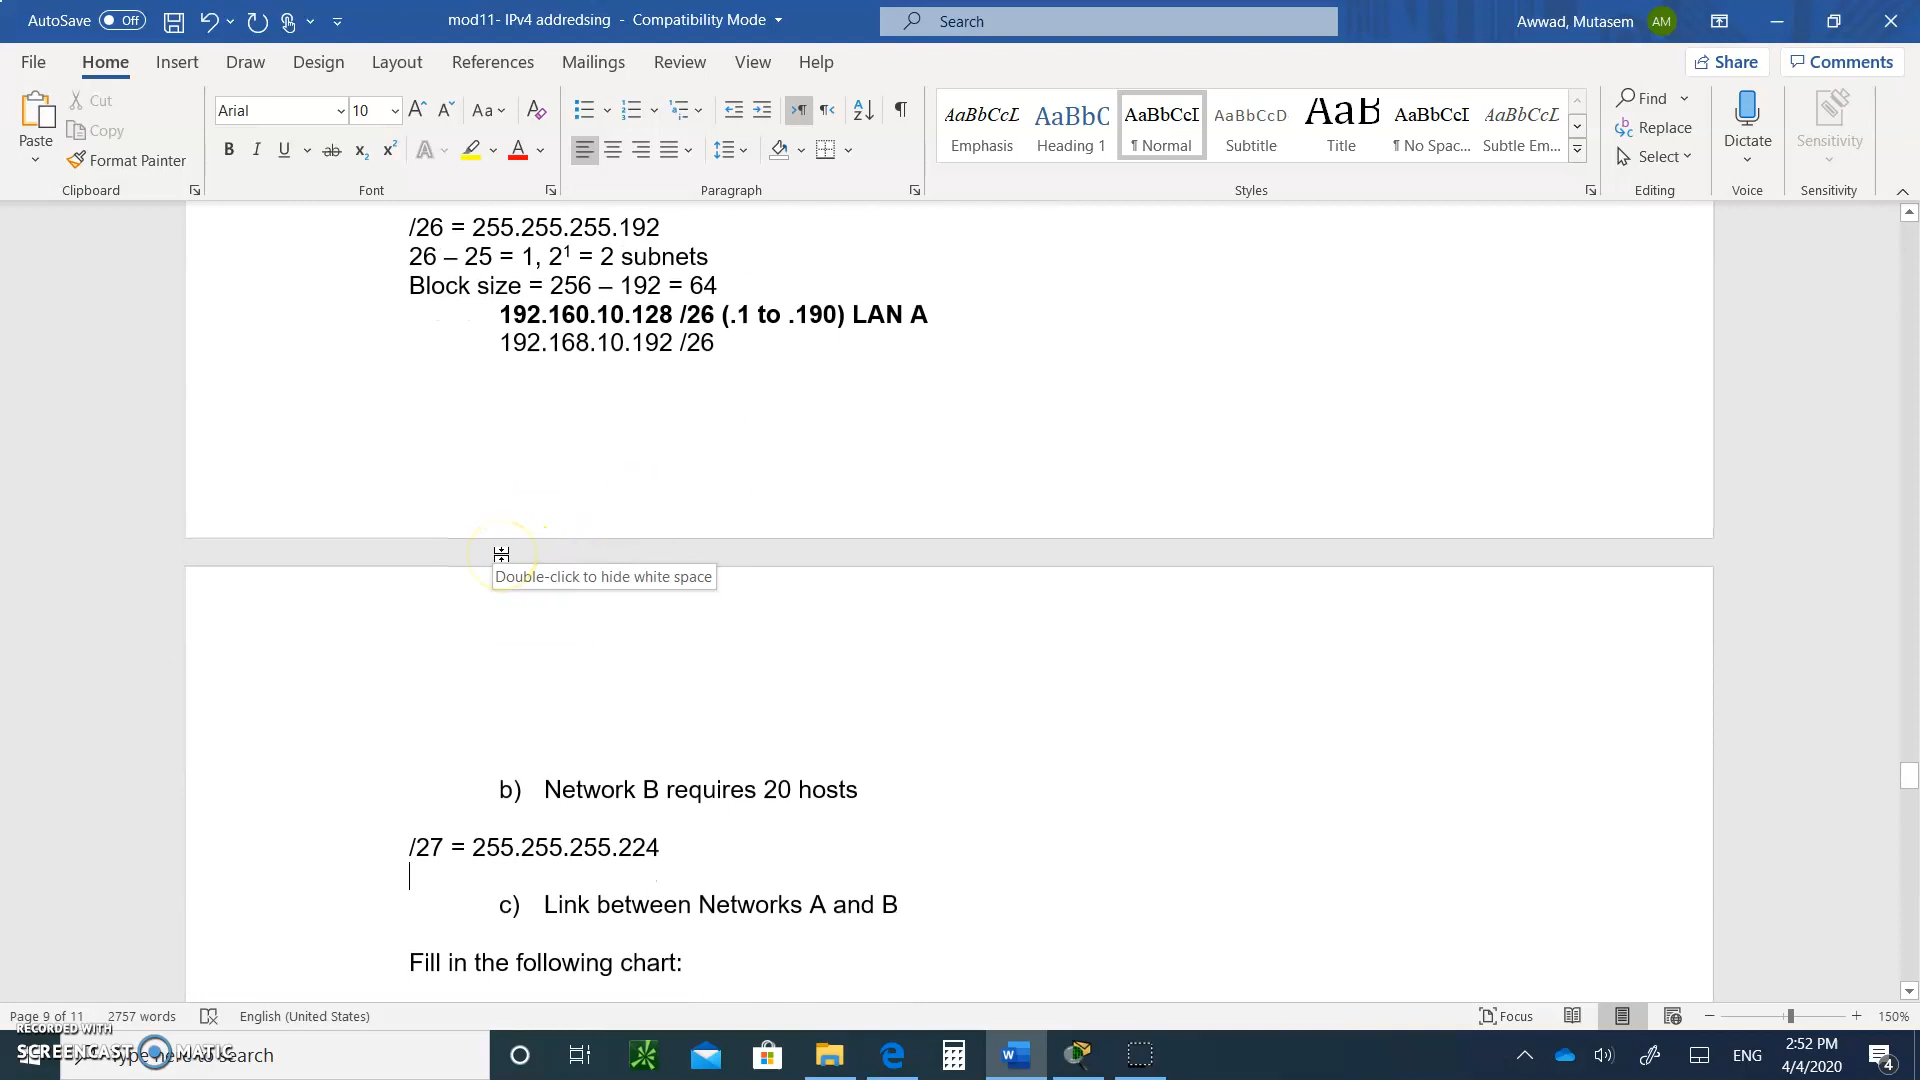 AutoSave Off
mod11- IPv4 addredsing - Compatibility Mode
Search
Awwad, Mutasem AM
File Home Insert Draw Design Layout References Mailings Review View Help
Share Comments
Paste
Cut
Copy
Format Painter
Clipboard
Arial 10
Font
Paragraph
AaBbCcL Emphasis
AaBbC Heading 1
AaBbCcI ¶ Normal
AaBbCcD Subtitle
AaB Title
AaBbCcI ¶ No Spac...
AaBbCcL Subtle Em...
Styles
Find
Replace
Select
Editing
Dictate
Voice
Sensitivity
Sensitivity
/26 = 255.255.255.192
26 – 25 = 1, 2¹ = 2 subnets
Block size = 256 – 192 = 64
192.160.10.128 /26 (.1 to .190) LAN A
192.168.10.192 /26
Double-click to hide white space
b) Network B requires 20 hosts
/27 = 255.255.255.224
c) Link between Networks A and B
Fill in the following chart:
Page 9 of 11 2757 words English (United States) Focus 150%
RECORDED WITH
SCREENCAST MATIC
Type here to search
ENG
2:52 PM
4/4/2020
4